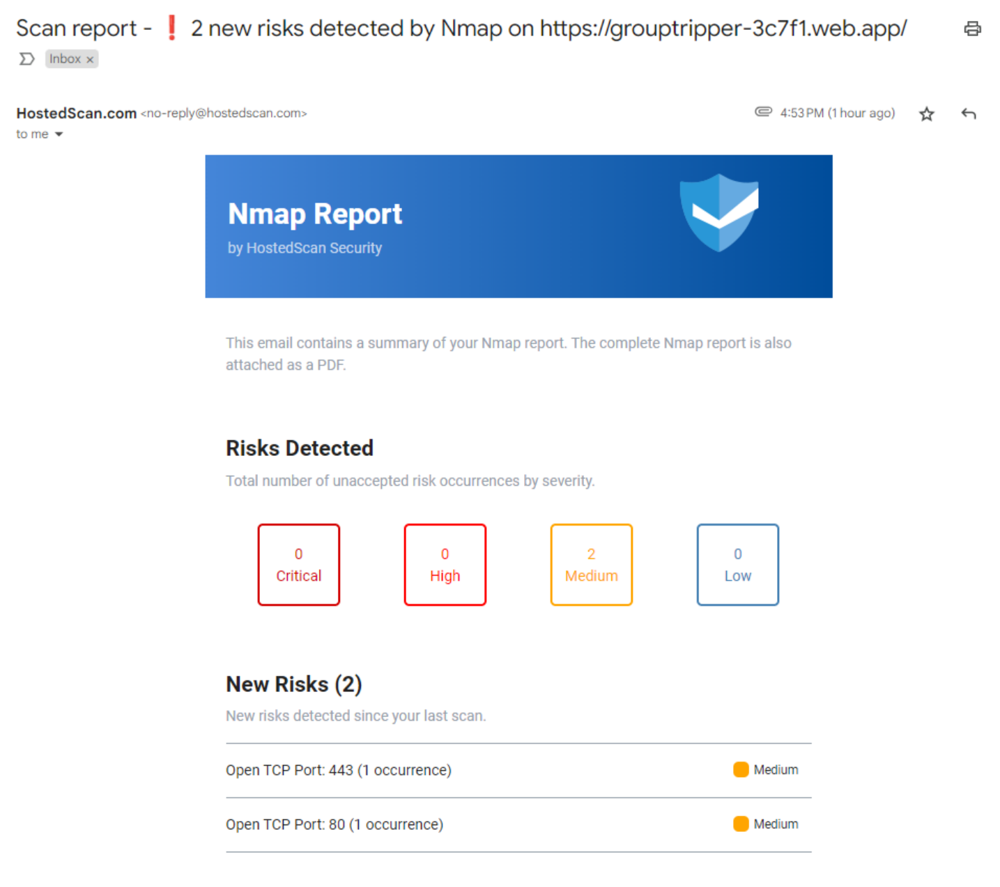 Scan report - ❗ 2 new risks detected by Nmap on https://grouptripper-3c7f1.web.app/
Inbox ×
HostedScan.com <no-reply@hostedscan.com>
4:53 PM (1 hour ago)
to me
Nmap Report
by HostedScan Security
This email contains a summary of your Nmap report. The complete Nmap report is also
attached as a PDF.
Risks Detected
Total number of unaccepted risk occurrences by severity.
0
Critical
0
High
2
Medium
0
Low
New Risks (2)
New risks detected since your last scan.
Open TCP Port: 443 (1 occurrence)
Medium
Open TCP Port: 80 (1 occurrence)
Medium